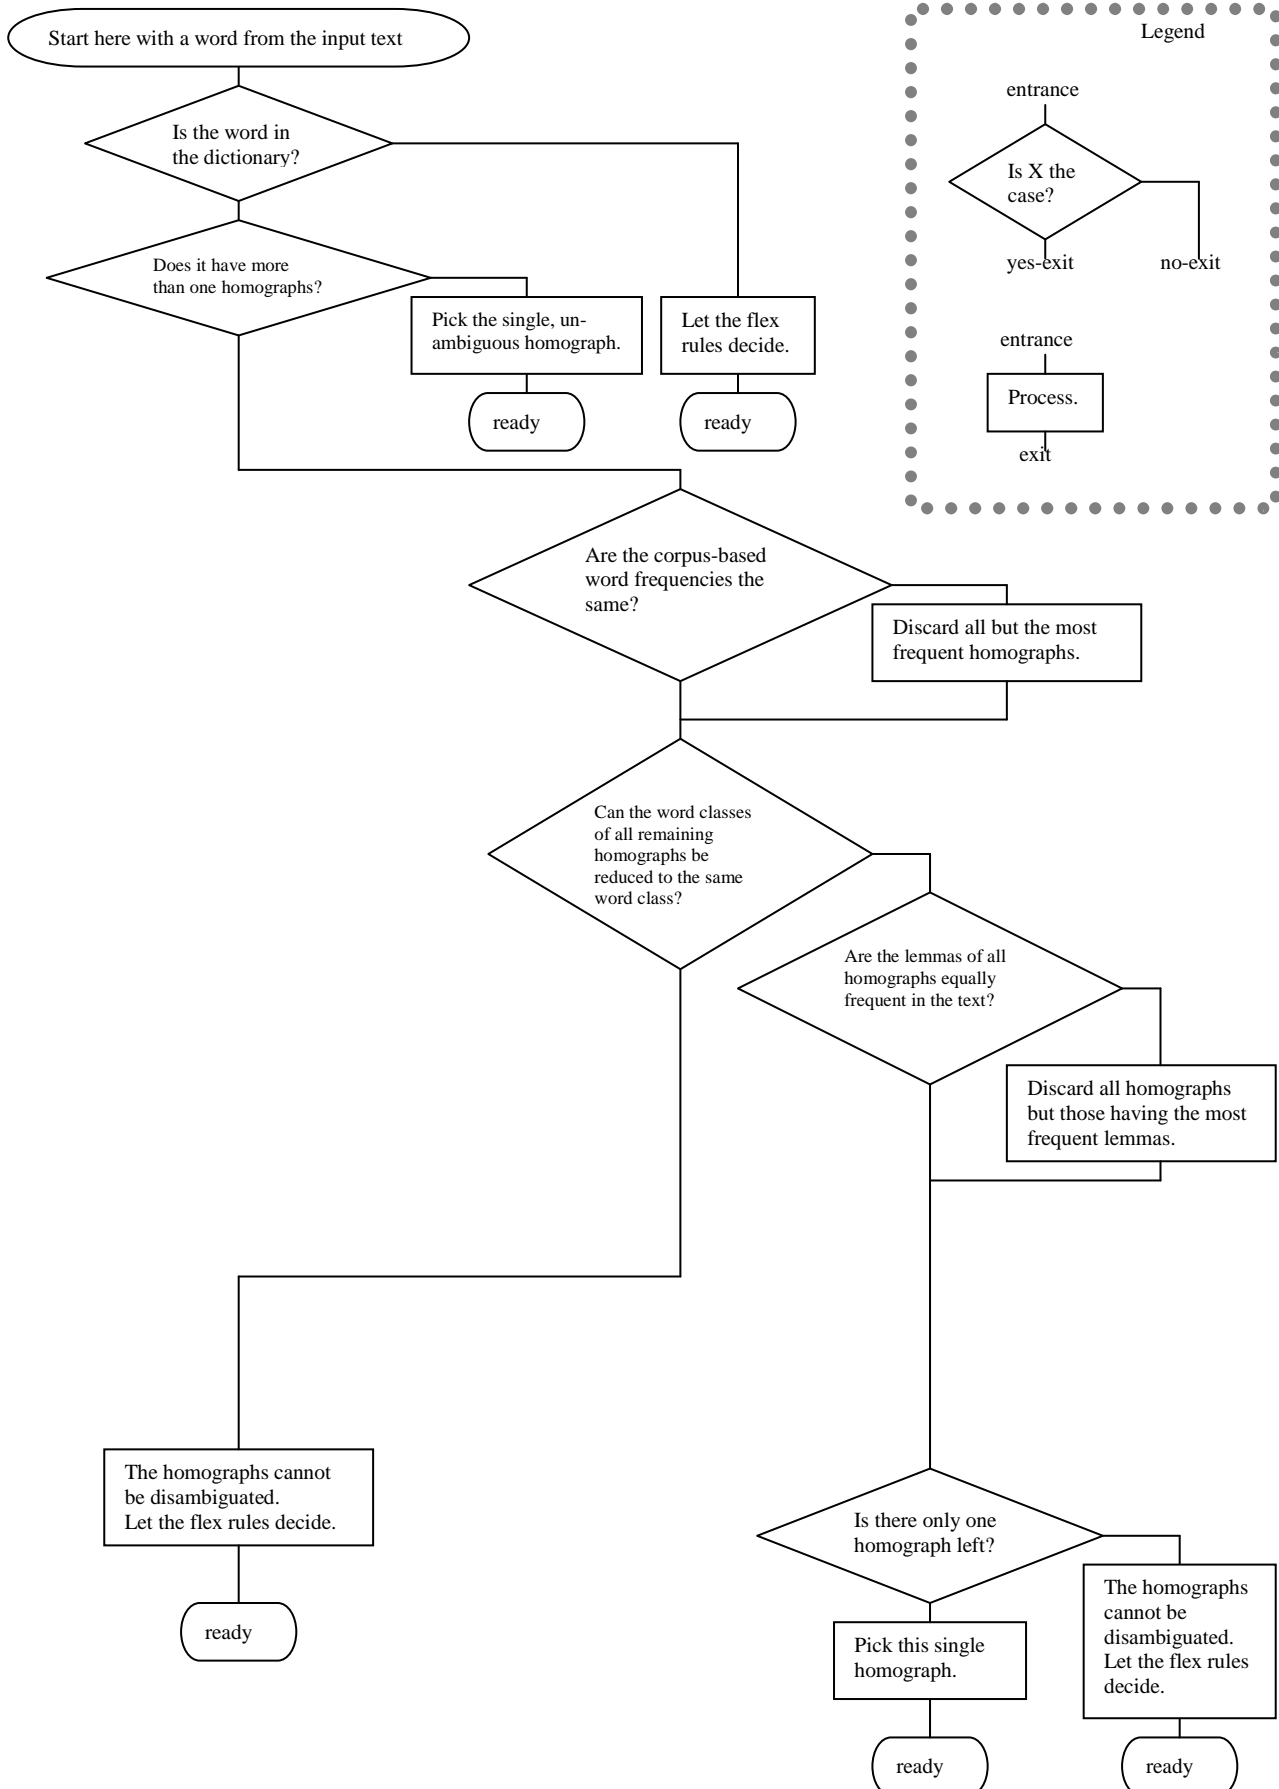 Start here with a word from the input text
Is the word in
the dictionary?
Does it have more
than one homographs?
Pick the single, un-
ambiguous homograph.
ready
Let the flex
rules decide.
ready
Legend
entrance
Is X the
case?
yes-exit
no-exit
entrance
Process.
exit
Are the corpus-based
word frequencies the
same?
Discard all but the most
frequent homographs.
Can the word classes
of all remaining
homographs be
reduced to the same
word class?
Are the lemmas of all
homographs equally
frequent in the text?
Discard all homographs
but those having the most
frequent lemmas.
The homographs cannot
be disambiguated.
Let the flex rules decide.
ready
Is there only one
homograph left?
Pick this single
homograph.
ready
The homographs
cannot be
disambiguated.
Let the flex rules
decide.
ready